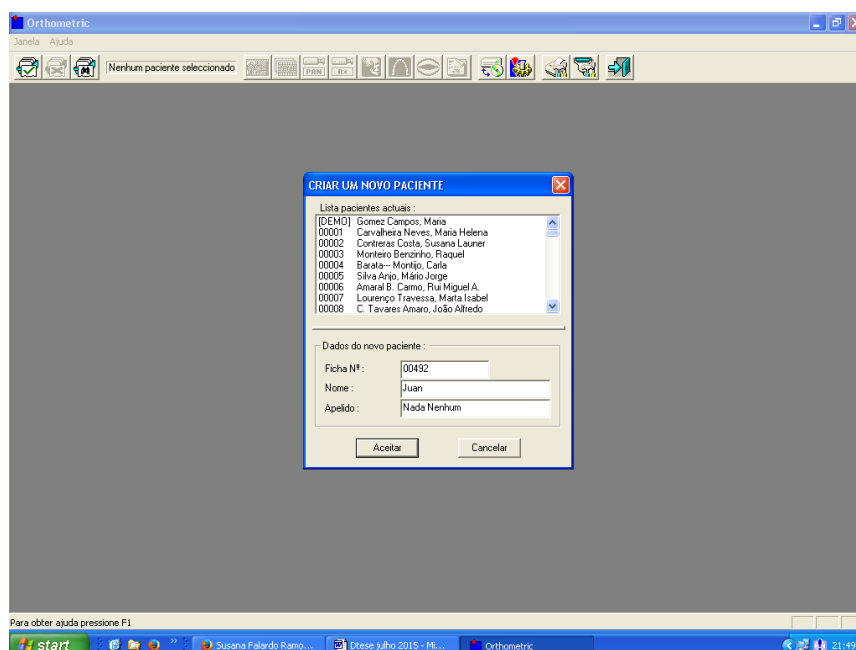 Orthometric
Janela Ajuda
Nenhum paciente seleccionado
PAN Rx
CRIAR UM NOVO PACIENTE
Lista pacientes actuais :
[DEMO] Gomez Campos, Maria
00001 Carvalheira Neves, Maria Helena
00002 Contreras Costa, Susana Launer
00003 Monteiro Benzinho, Raquel
00004 Barata--- Montijo, Carla
00005 Silva Anjo, Mário Jorge
00006 Amaral B. Carmo, Rui Miguel A.
00007 Lourenço Travessa, Marta Isabel
00008 C. Tavares Amaro, João Alfredo
Dados do novo paciente :
Ficha Nº : 00492
Nome : Juan
Apelido : Nada Nenhum
Aceitar Cancelar
Para obter ajuda pressione F1
start Susana Falardo Ramo... Dtese julho 2015 - Mi... Orthometric 21:49